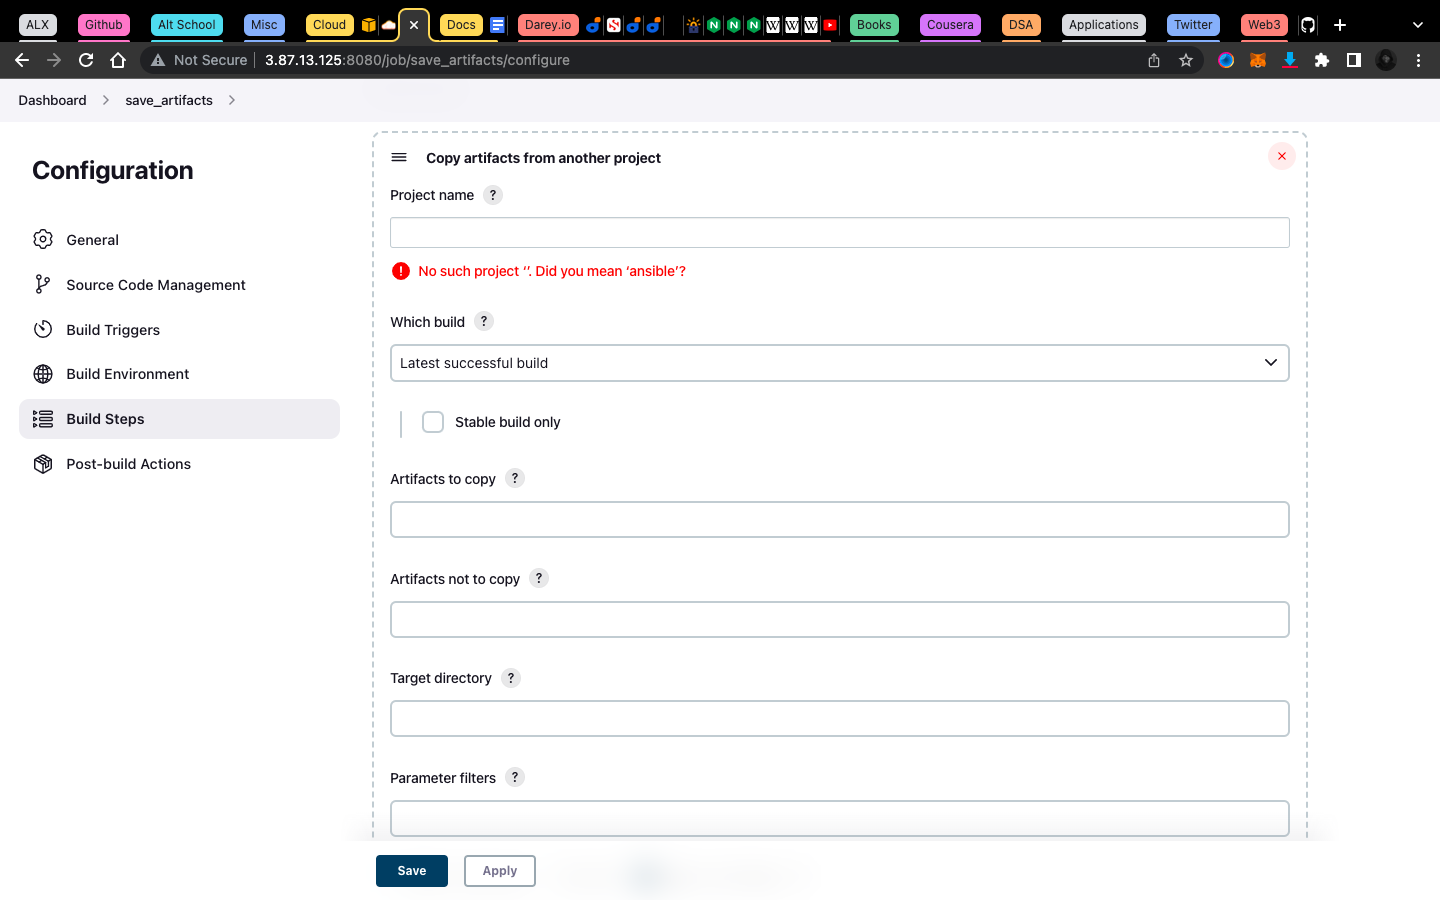 ALX Github Alt School Misc Cloud Docs Darey.io Books Cousera DSA Applications Twitter Web3
Not Secure 3.87.13.125:8080/job/save_artifacts/configure
Dashboard save_artifacts
Configuration
General
Source Code Management
Build Triggers
Build Environment
Build Steps
Post-build Actions
Copy artifacts from another project
Project name ?
No such project ‘’. Did you mean ‘ansible’?
Which build ?
Latest successful build
Stable build only
Artifacts to copy ?
Artifacts not to copy ?
Target directory ?
Parameter filters ?
Save Apply